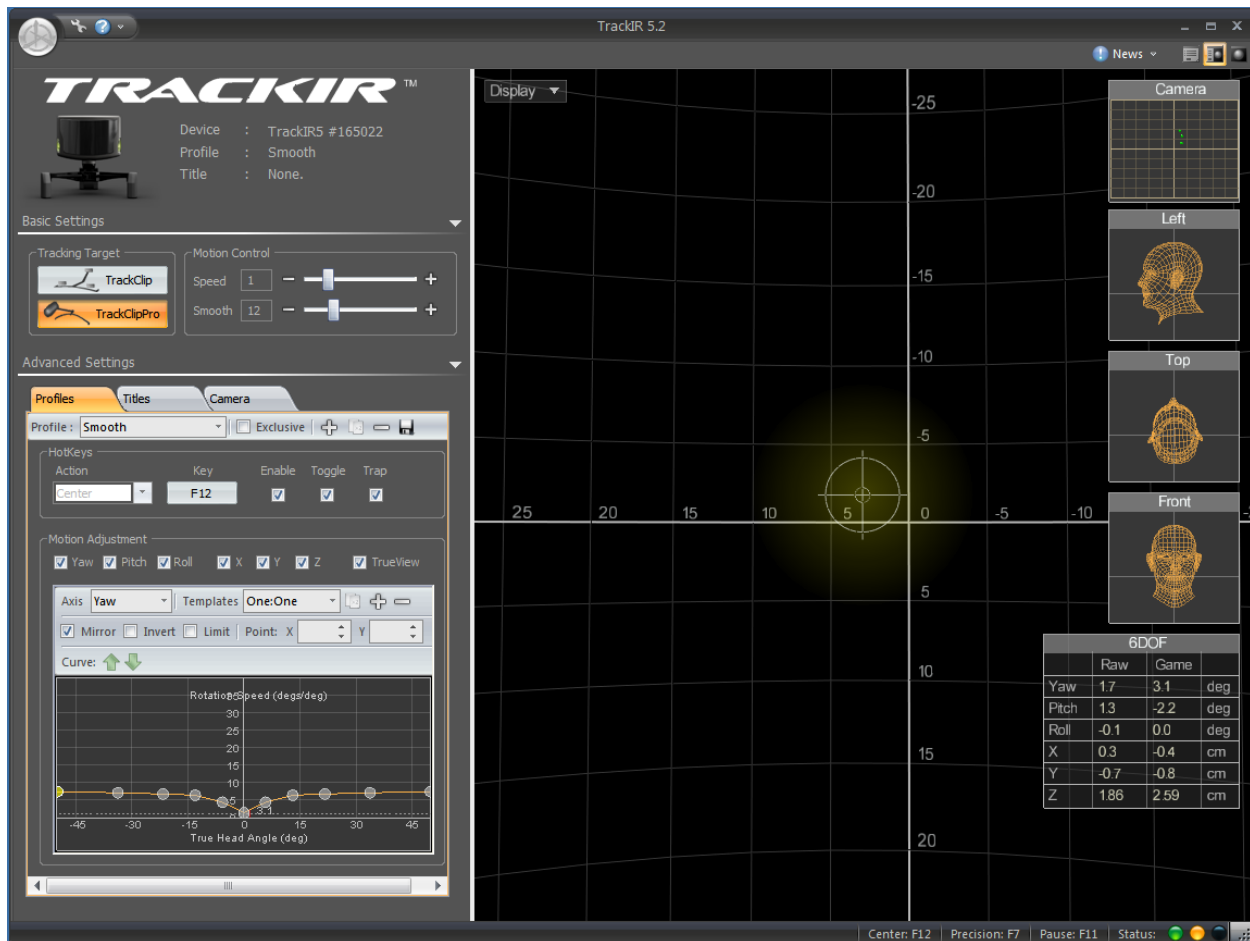 TrackIR 5.2
News
TRACKIR™
Device : TrackIR5 #165022
Profile : Smooth
Title : None.
Basic Settings
Tracking Target
TrackClip
TrackClipPro
Motion Control
Speed 1 − +
Smooth 12 − +
Advanced Settings
Profiles Titles Camera
Profile : Smooth Exclusive
HotKeys
Action Key Enable Toggle Trap
Center F12
Motion Adjustment
Yaw Pitch Roll X Y Z TrueView
Axis Yaw Templates One:One
Mirror Invert Limit Point: X Y
Curve:
Rotation Speed (degs/deg)
35
30
25
20
15
10
5
0
3.1
-45 -30 -15 0 15 30 45
True Head Angle (deg)
Display
-25
-20
-15
-10
-5
25 20 15 10 5 0 -5 -10
5
10
15
20
Camera
Left
Top
Front
6DOF
Raw Game
Yaw 1.7 3.1 deg
Pitch 1.3 -2.2 deg
Roll -0.1 0.0 deg
X 0.3 -0.4 cm
Y -0.7 -0.8 cm
Z 1.86 2.59 cm
Center: F12 Precision: F7 Pause: F11 Status: